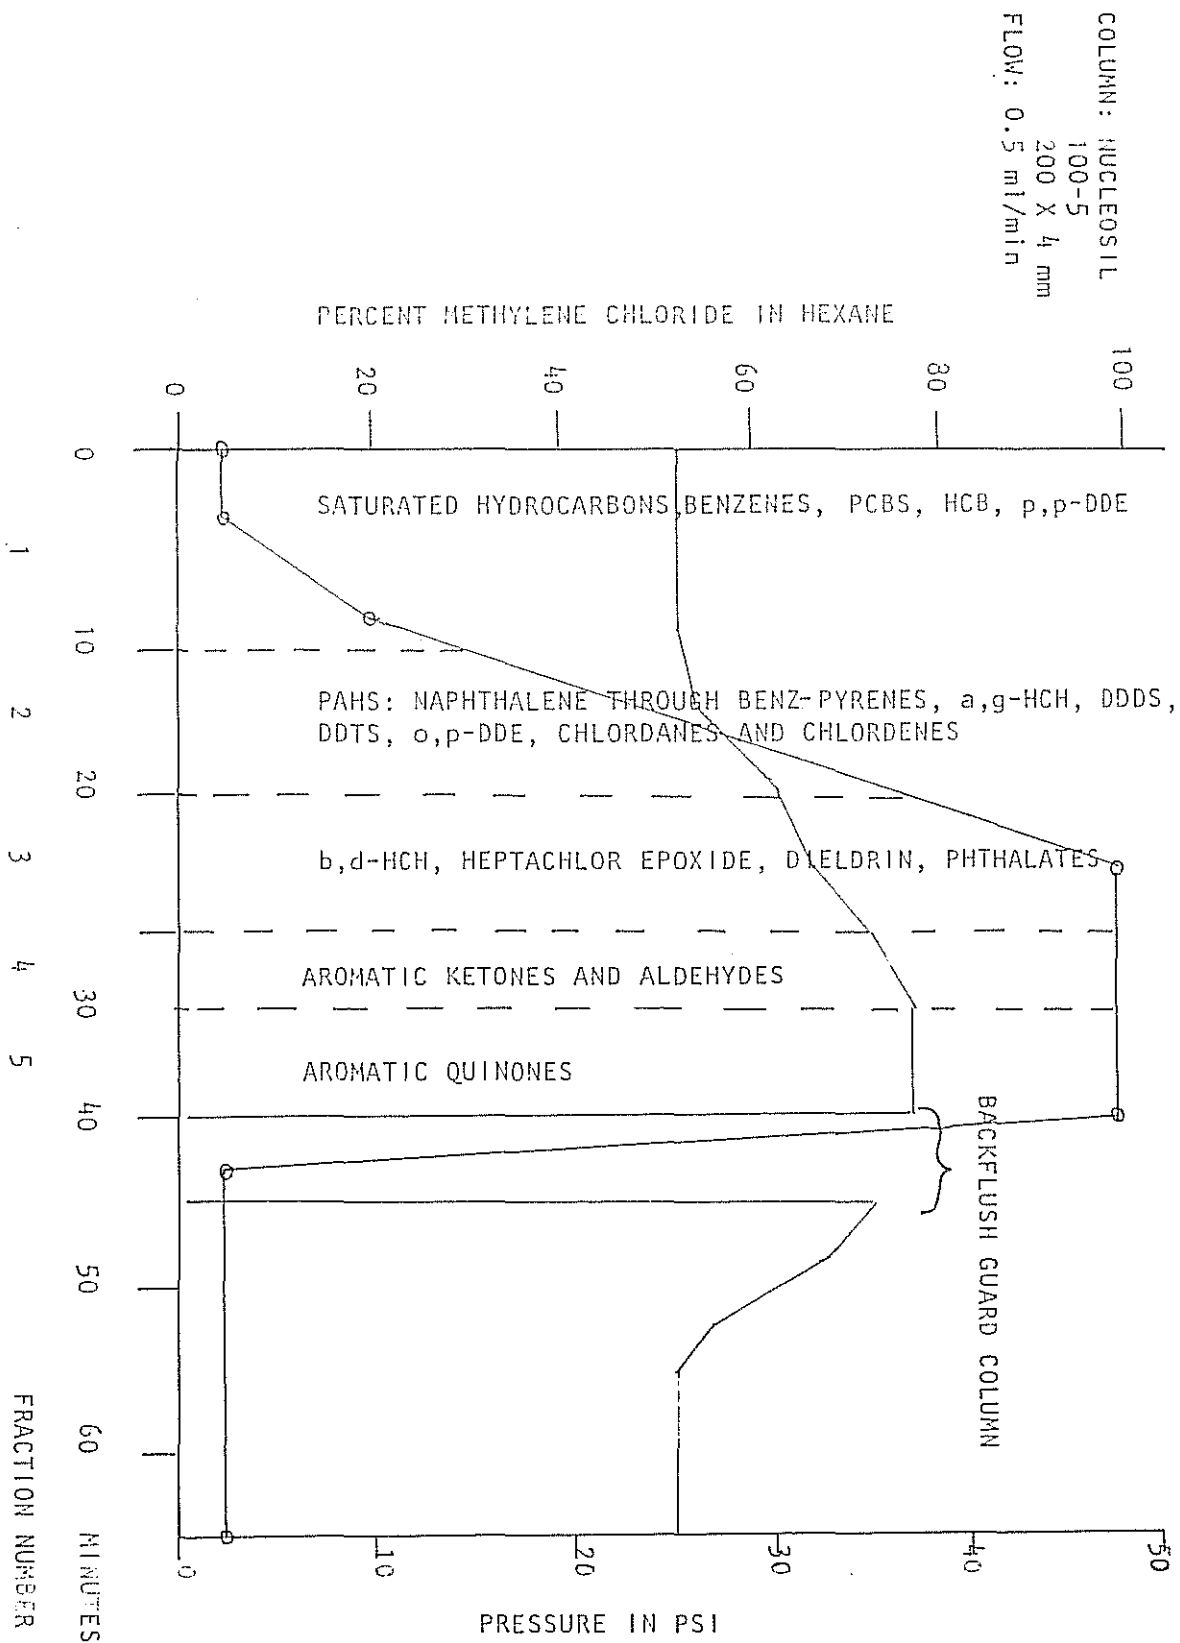 COLUMN: NUCLEOSIL
100-5
200 X 4 mm
FLOW: 0.5 ml/min
PERCENT METHYLENE CHLORIDE IN HEXANE
0 20 40 60 80 100
SATURATED HYDROCARBONS,BENZENES, PCBS, HCB, p,p-DDE
PAHS: NAPHTHALENE THROUGH BENZ-PYRENES, a,g-HCH, DDDS,
DDTS, o,p-DDE, CHLORDANES AND CHLORDENES
b,d-HCH, HEPTACHLOR EPOXIDE, DIELDRIN, PHTHALATES
AROMATIC KETONES AND ALDEHYDES
AROMATIC QUINONES
BACKFLUSH GUARD COLUMN
0 10 20 30 40 50
PRESSURE IN PSI
0 10 20 30 40 50 60 MINUTES
1 2 3 4 5 FRACTION NUMBER